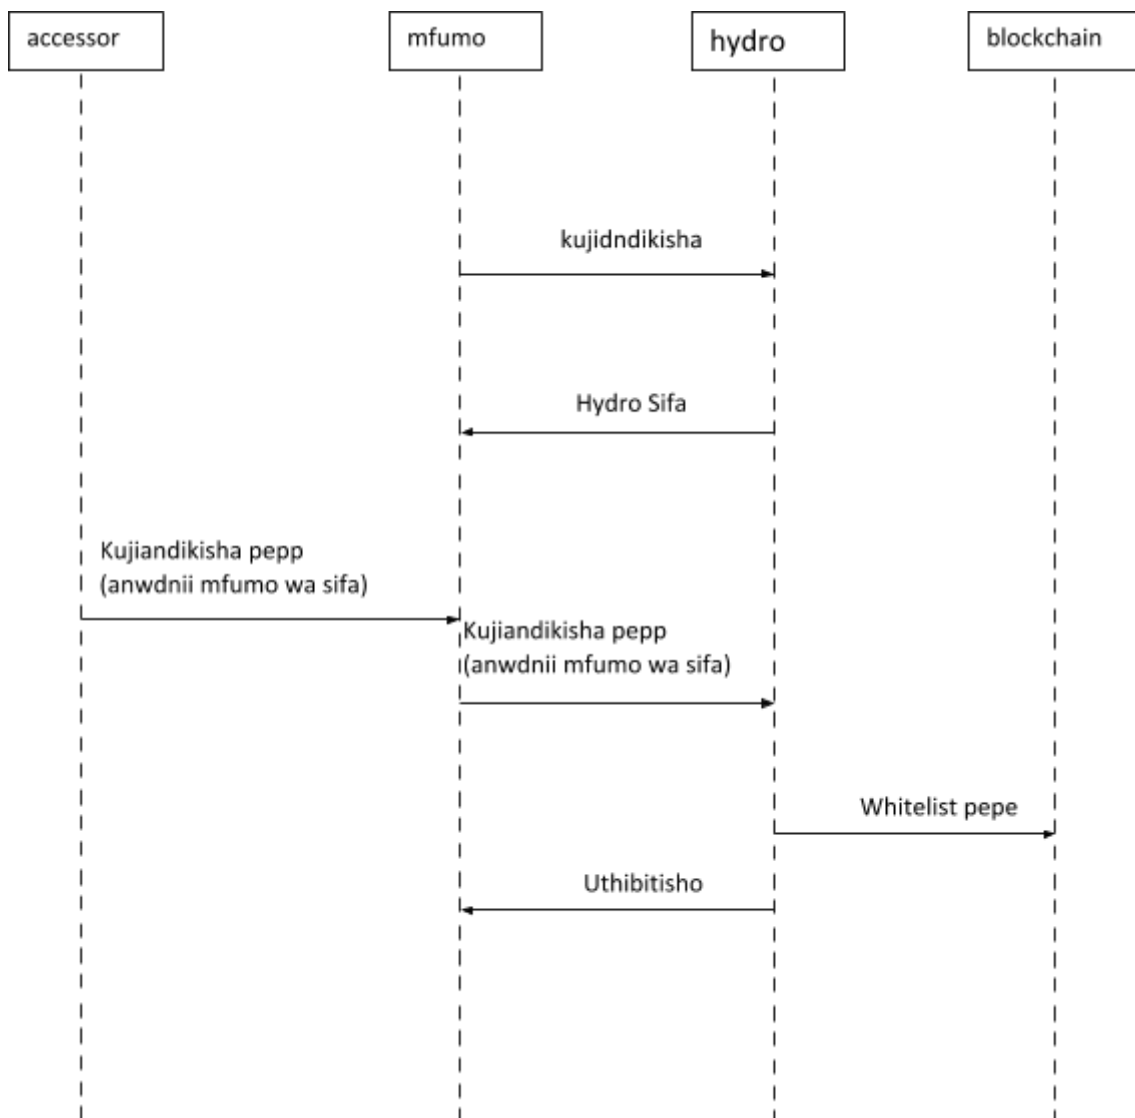 accessor
mfumo
hydro
blockchain
kujidndikisha
Hydro Sifa
Kujiandikisha pepp
(anwdnii mfumo wa sifa)
Kujiandikisha pepp
(anwdnii mfumo wa sifa)
Whitelist pepe
Uthibitisho